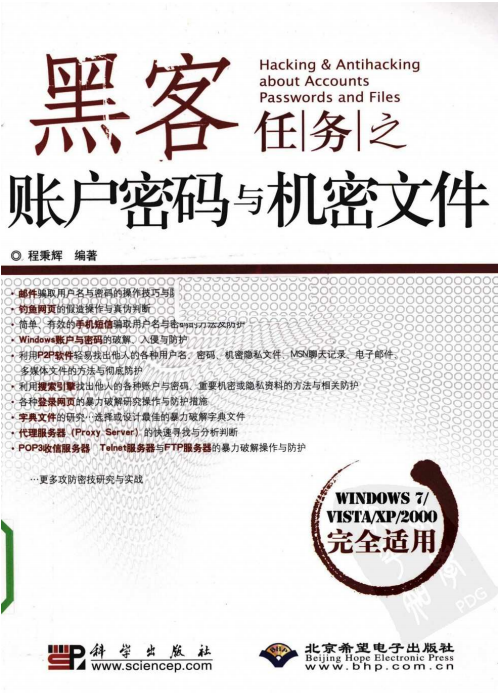 Hacking & Antihacking
about Accounts
Passwords and Files
黑客
任务之
账户密码与机密文件
◎ 程秉辉 编著
· 邮件骗取用户名与密码的操作技巧与
· 钓鱼网页的假造操作与真伪判断
· 简单、有效的手机短信骗取用户名与密码的方法及防护
· Windows账户与密码的破解、入侵与防护
· 利用P2P软件轻易找出他人的各种用户名、密码、机密隐私文件、MSN聊天记录、电子邮件、
多媒体文件的方法与彻底防护
· 利用搜索引擎找出他人的各种账户与密码、重要机密或隐私资料的方法与相关防护
· 各种登录网页的暴力破解研究操作与防护措施
· 字典文件的研究…选择或设计最佳的暴力破解字典文件
· 代理服务器（Proxy Server）的快速寻找与分析判断
· POP3收信服务器、Telnet服务器与FTP服务器的暴力破解操作与防护
…更多攻防密技研究与实战
WINDOWS 7/
VISTA/XP/2000
完全适用
PDG
科学出版社
www.sciencep.com
BHP
北京希望电子出版社
Beijing Hope Electronic Press
www.bhp.com.cn